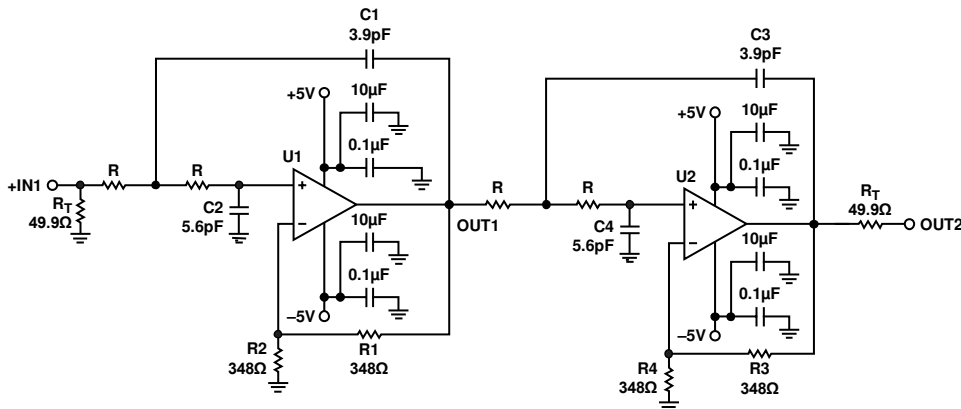 C1
3.9pF
C3
3.9pF
+5V
10µF
0.1µF
U1
+IN1
R
R
RT
49.9Ω
C2
5.6pF
+
−
10µF
0.1µF
–5V
R2
348Ω
R1
348Ω
OUT1
R
R
C4
5.6pF
+5V
10µF
0.1µF
U2
+
−
10µF
0.1µF
–5V
R4
348Ω
R3
348Ω
RT
49.9Ω
OUT2